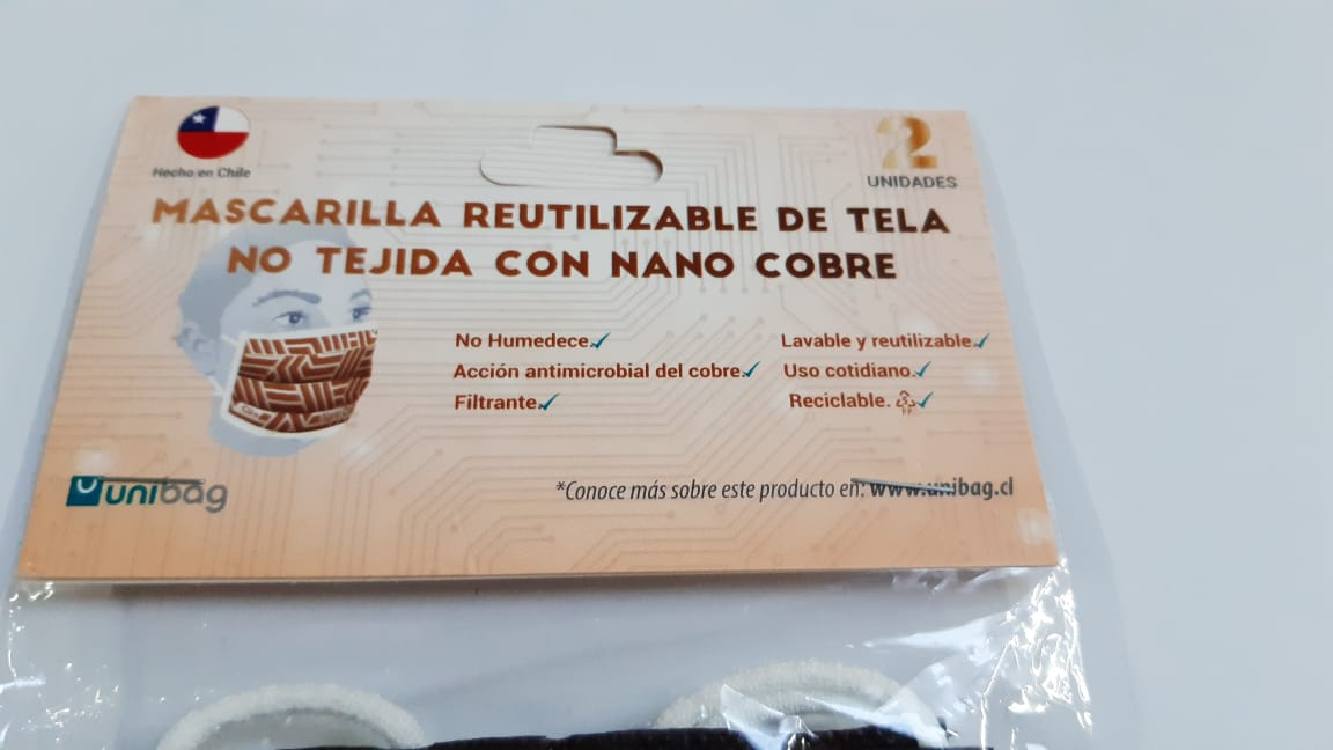 Hecho en Chile
2
UNIDADES
MASCARILLA REUTILIZABLE DE TELA
NO TEJIDA CON NANO COBRE
No Humedece
Acción antimicrobial del cobre
Filtrante
Lavable y reutilizable
Uso cotidiano
Reciclable.
unibag
*Conoce más sobre este producto en: www.unibag.cl